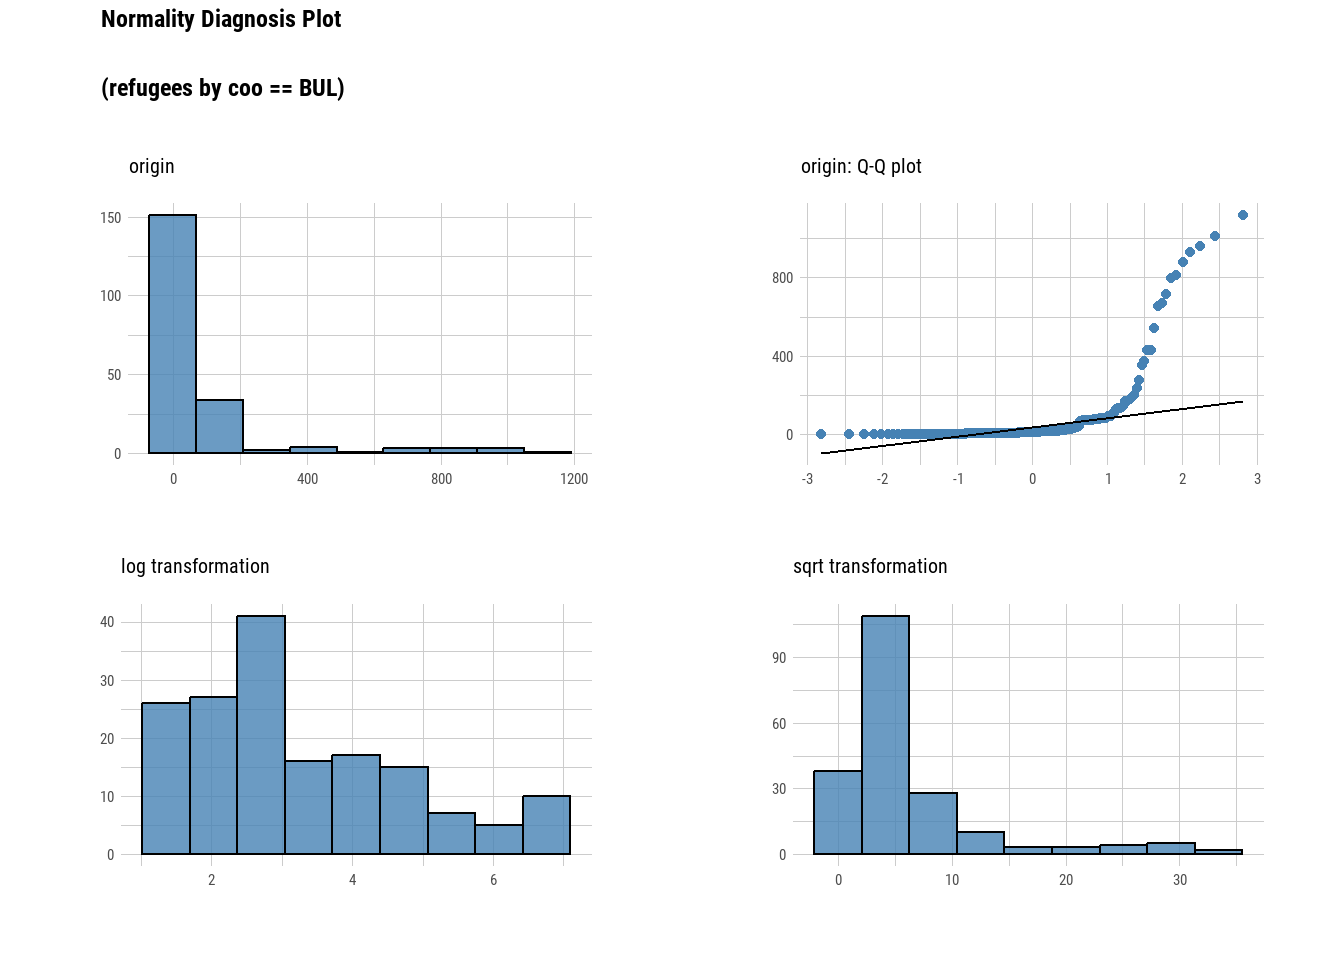 Normality Diagnosis Plot
(refugees by coo == BUL)
origin
150
100
50
0
0 400 800 1200
origin: Q-Q plot
800
400
0
-3 -2 -1 0 1 2 3
log transformation
40
30
20
10
0
2 4 6
sqrt transformation
90
60
30
0
0 10 20 30